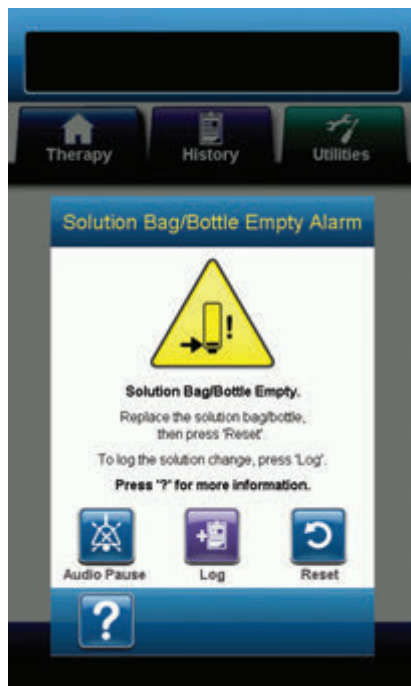 Therapy History Utilities
Solution Bag/Bottle Empty Alarm
!
Solution Bag/Bottle Empty.
Replace the solution bag/bottle,
then press 'Reset'.
To log the solution change, press 'Log'.
Press '?' for more information.
Audio Pause Log Reset
?